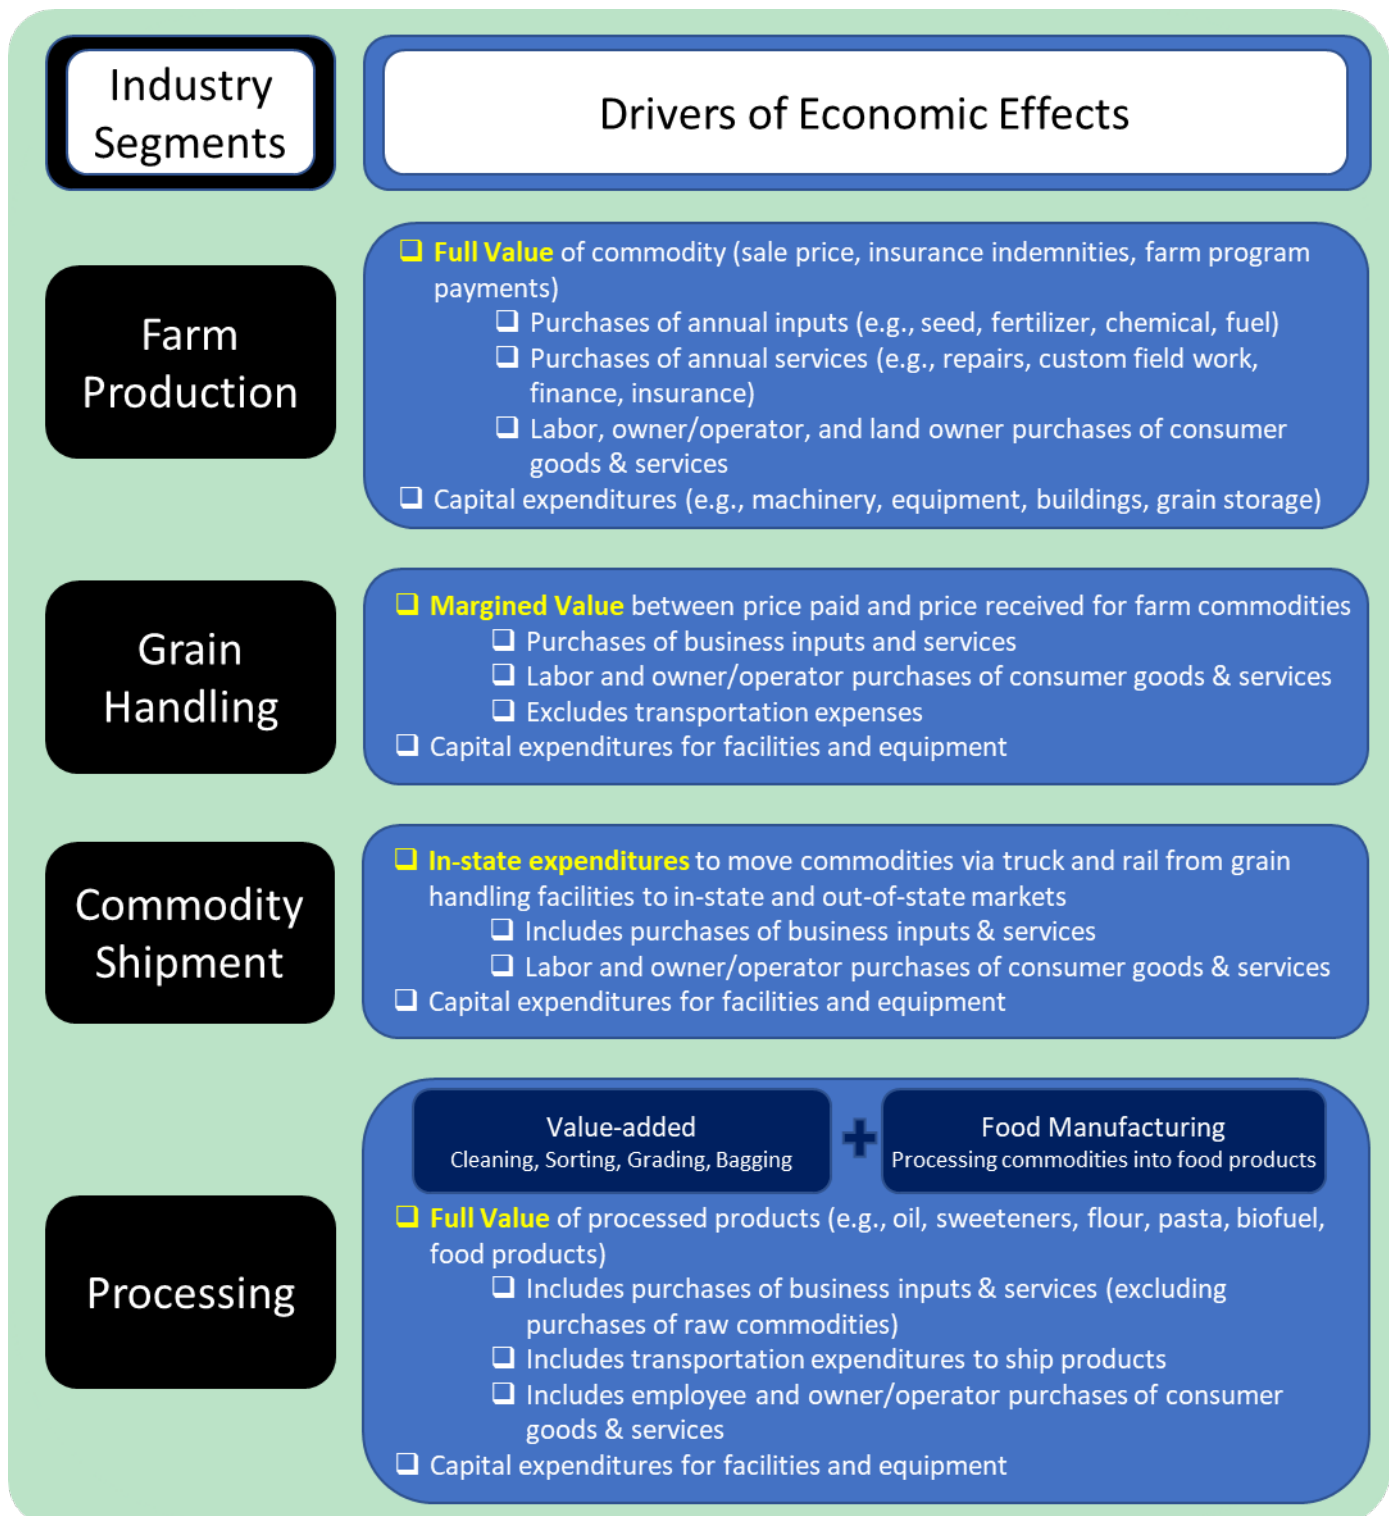 Industry
Segments
Drivers of Economic Effects
Farm
Production
❑ Full Value of commodity (sale price, insurance indemnities, farm program
payments)
❑ Purchases of annual inputs (e.g., seed, fertilizer, chemical, fuel)
❑ Purchases of annual services (e.g., repairs, custom field work,
finance, insurance)
❑ Labor, owner/operator, and land owner purchases of consumer
goods & services
❑ Capital expenditures (e.g., machinery, equipment, buildings, grain storage)
Grain
Handling
❑ Margined Value between price paid and price received for farm commodities
❑ Purchases of business inputs and services
❑ Labor and owner/operator purchases of consumer goods & services
❑ Excludes transportation expenses
❑ Capital expenditures for facilities and equipment
Commodity
Shipment
❑ In-state expenditures to move commodities via truck and rail from grain
handling facilities to in-state and out-of-state markets
❑ Includes purchases of business inputs & services
❑ Labor and owner/operator purchases of consumer goods & services
❑ Capital expenditures for facilities and equipment
Processing
Value-added
Cleaning, Sorting, Grading, Bagging
+
Food Manufacturing
Processing commodities into food products
❑ Full Value of processed products (e.g., oil, sweeteners, flour, pasta, biofuel,
food products)
❑ Includes purchases of business inputs & services (excluding
purchases of raw commodities)
❑ Includes transportation expenditures to ship products
❑ Includes employee and owner/operator purchases of consumer
goods & services
❑ Capital expenditures for facilities and equipment